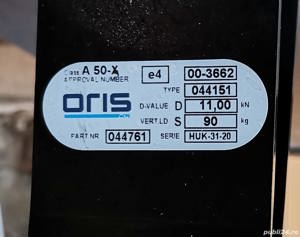 Class A 50-X e4 00-3662
APPROVAL NUMBER
TYPE 044151
ORIS D-VALUE D 11,00 kN
VERT.LD S 90 kg
PART NR 044761 SERIE HUK-31-20
publi24.ro